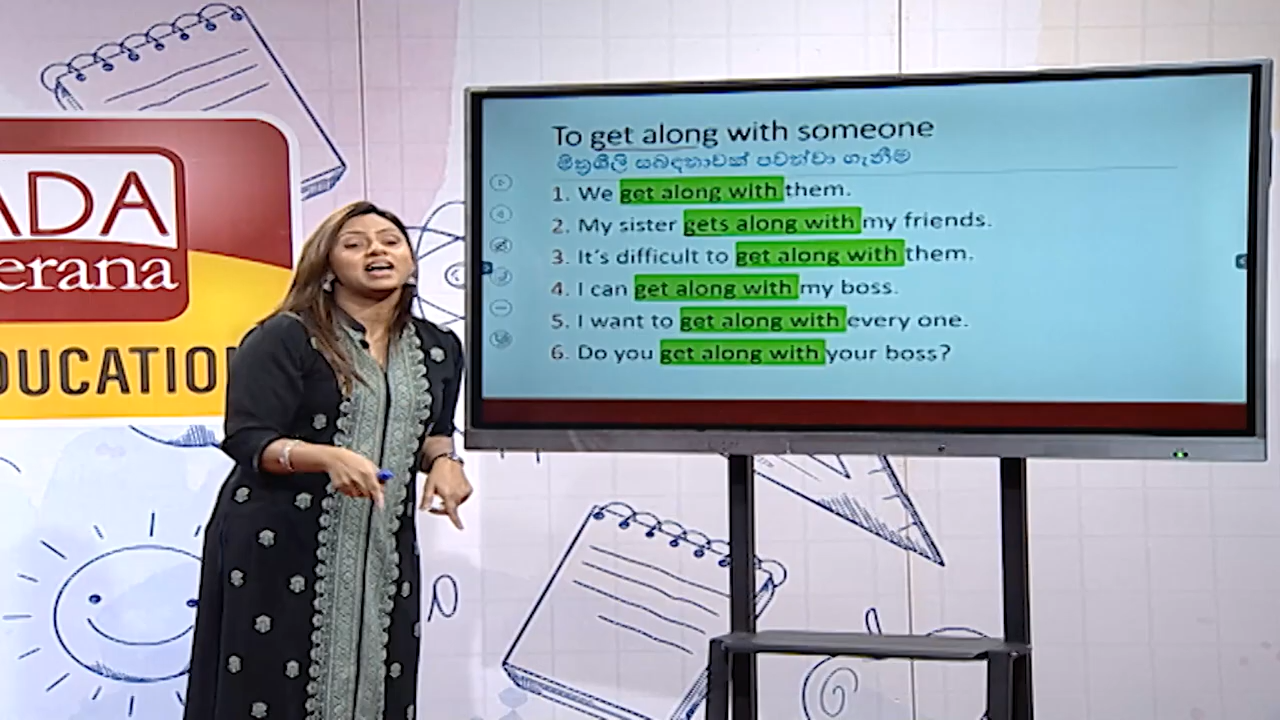 ADA
erana
DUCATIO
To get along with someone
මිත්‍රශීලි සබඳතාවක් පවත්වා ගැනීම
1. We get along with them.
2. My sister gets along with my friends.
3. It's difficult to get along with them.
4. I can get along with my boss.
5. I want to get along with every one.
6. Do you get along with your boss?